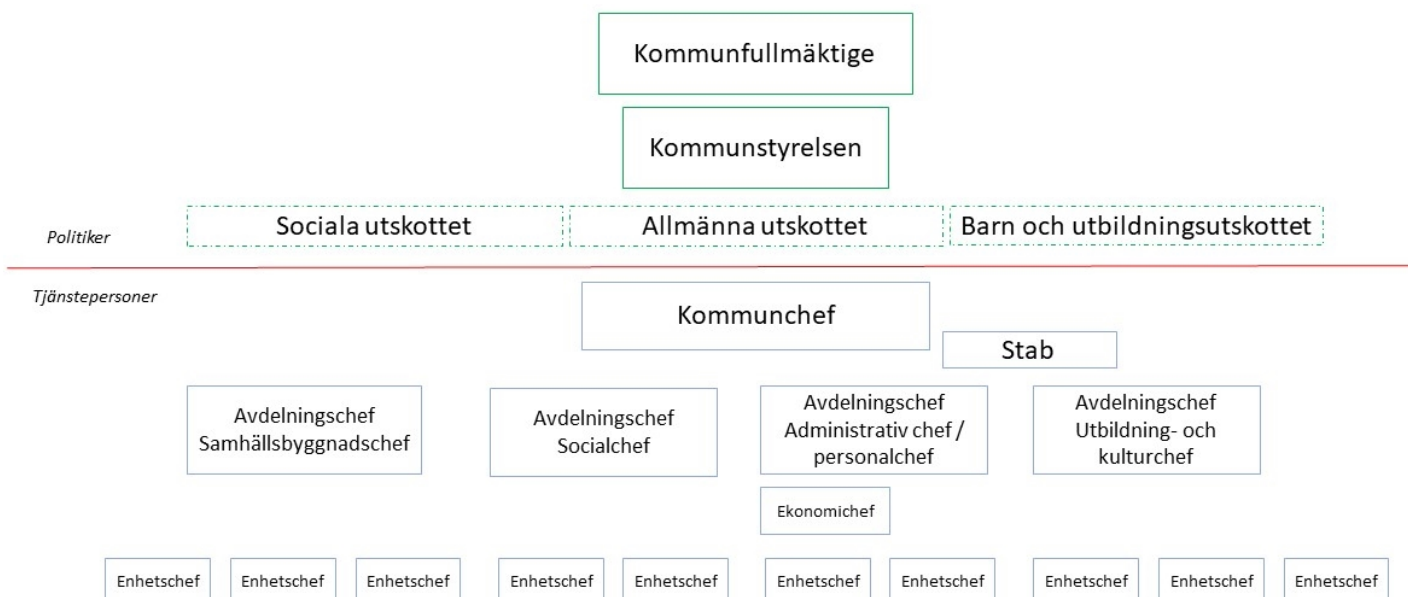 Kommunfullmäktige
Kommunstyrelsen
Sociala utskottet
Allmänna utskottet
Barn och utbildningsutskottet
Politiker
Tjänstepersoner
Kommunchef
Stab
Avdelningschef
Samhällsbyggnadschef
Avdelningschef
Socialchef
Avdelningschef
Administrativ chef /
personalchef
Avdelningschef
Utbildning- och
kulturchef
Ekonomichef
Enhetschef
Enhetschef
Enhetschef
Enhetschef
Enhetschef
Enhetschef
Enhetschef
Enhetschef
Enhetschef
Enhetschef